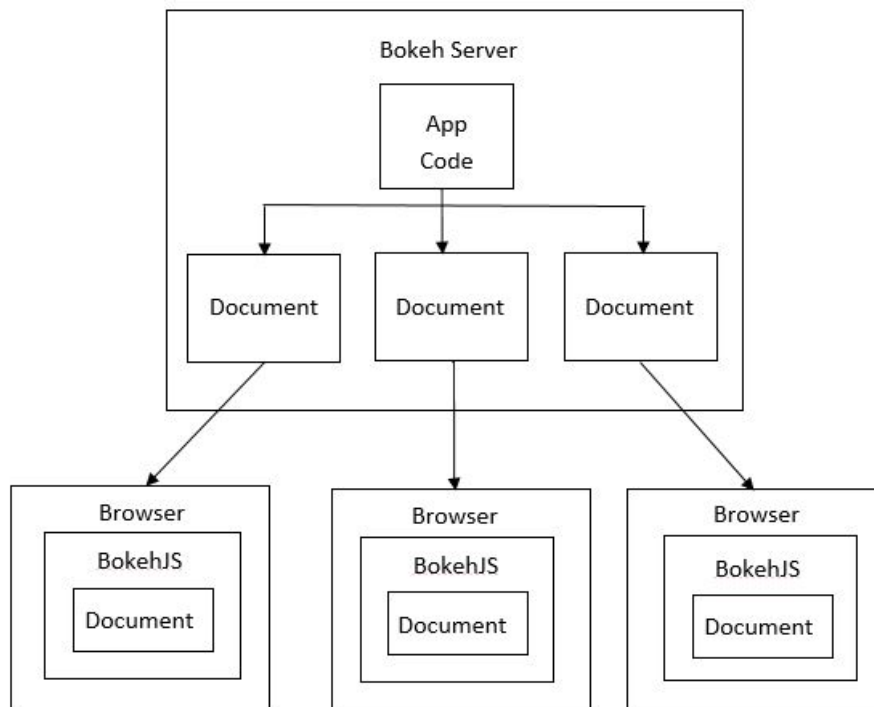 Bokeh Server
App
Code
Document
Document
Document
Browser
BokehJS
Document
Browser
BokehJS
Document
Browser
BokehJS
Document